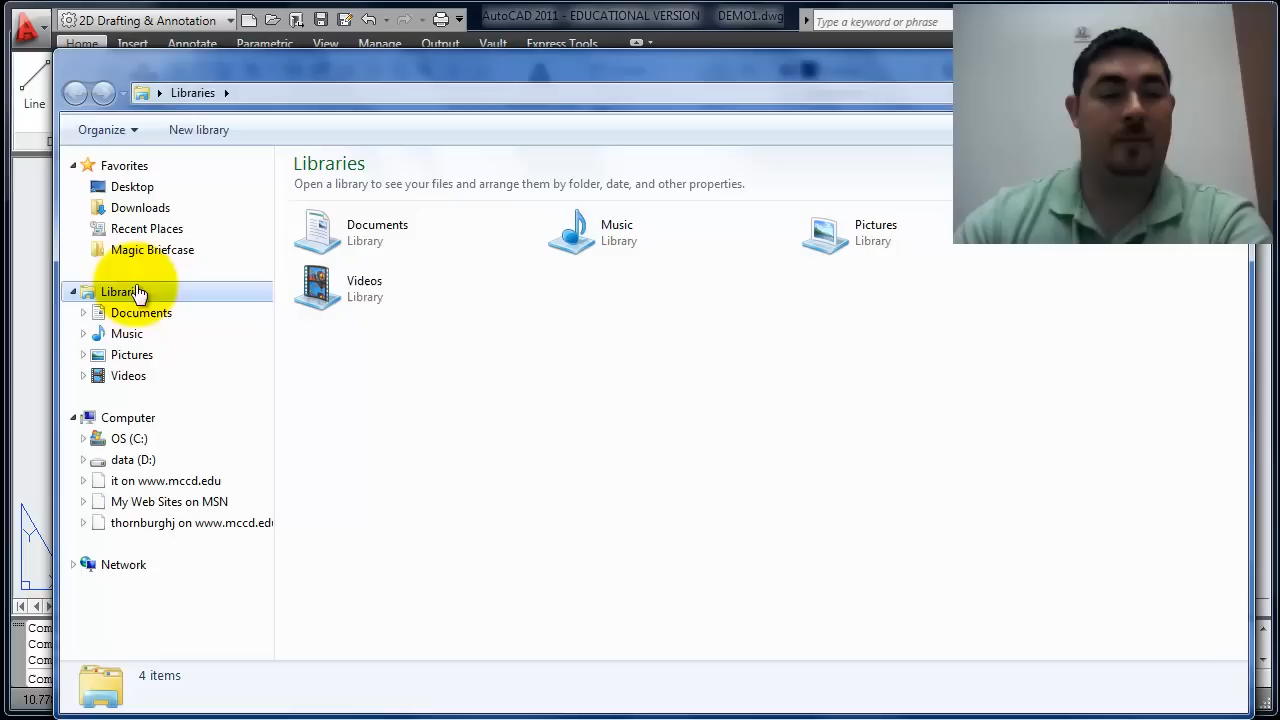 2D Drafting & Annotation
AutoCAD 2011 - EDUCATIONAL VERSION DEMO1.dwg
Type a keyword or phrase
Home Insert Annotate Parametric View Manage Output Vault Express Tools
Line
Libraries
Organize New library
Favorites
Desktop
Downloads
Recent Places
Magic Briefcase
Libraries
Documents
Music
Pictures
Videos
Computer
OS (C:)
data (D:)
it on www.mccd.edu
My Web Sites on MSN
thornburghj on www.mccd.edu
Network
Libraries
Open a library to see your files and arrange them by folder, date, and other properties.
Documents
Library
Music
Library
Pictures
Library
Videos
Library
4 items
Com
Com
Com
Com
10.77